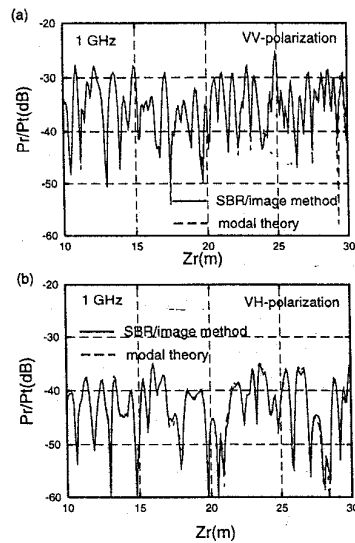 (a)
1 GHz
VV-polarization
-20
-30
-40
-50
-60
Pr/Pt(dB)
SBR/image method
modal theory
10
15
20
25
30
Zr(m)
(b)
1 GHz
VH-polarization
SBR/image method
modal theory
-20
-30
-40
-50
-60
Pr/Pt(dB)
10
15
20
25
30
Zr(m)